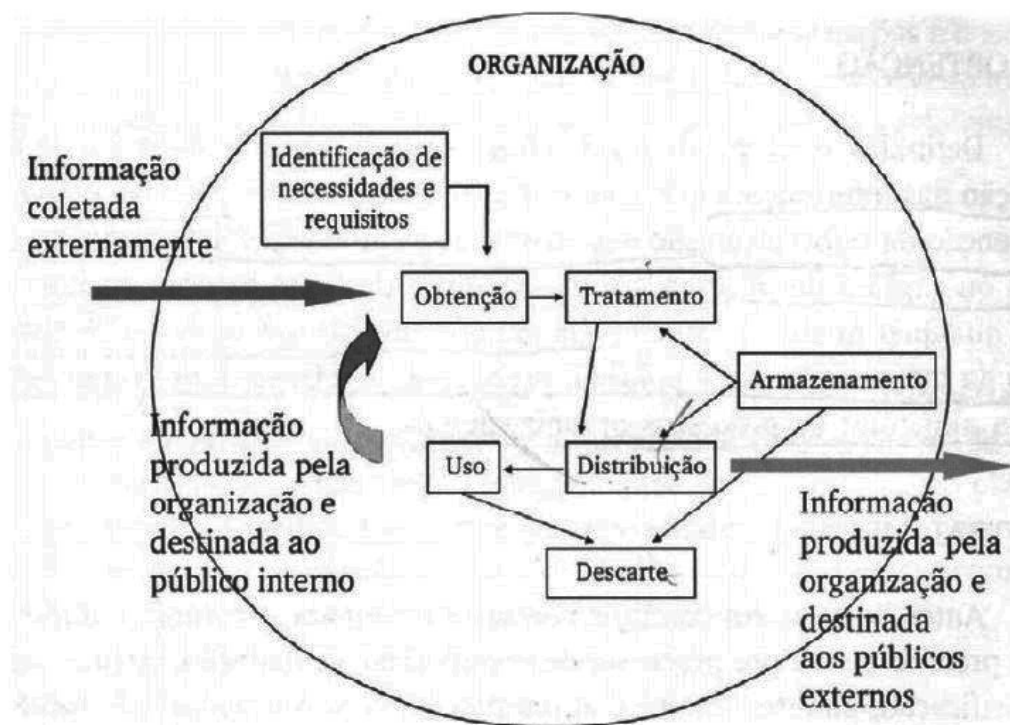 ORGANIZAÇÃO
Informação
coletada
externamente
Identificação de
necessidades e
requisitos
Obtenção
Tratamento
Armazenamento
Informação
produzida pela
organização e
destinada ao
público interno
Uso
Distribuição
Descarte
Informação
produzida pela
organização e
destinada
aos públicos
externos